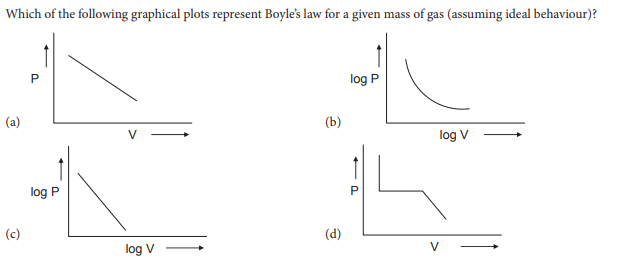 Which of the following graphical plots represent Boyle's law for a given mass of gas (assuming ideal behaviour)?
P
(a)
V
log P
(b)
log V
log P
(c)
log V
P
(d)
V